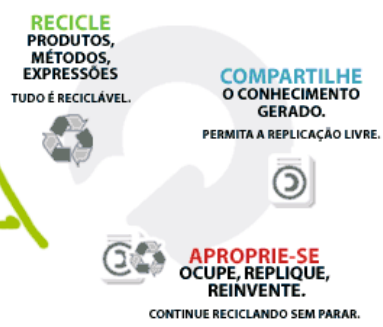 RECICLE
PRODUTOS,
MÉTODOS,
EXPRESSÕES
TUDO É RECICLÁVEL.
COMPARTILHE
O CONHECIMENTO
GERADO.
PERMITA A REPLICAÇÃO LIVRE.
APROPRIE-SE
OCUPE, REPLIQUE,
REINVENTE.
CONTINUE RECICLANDO SEM PARAR.